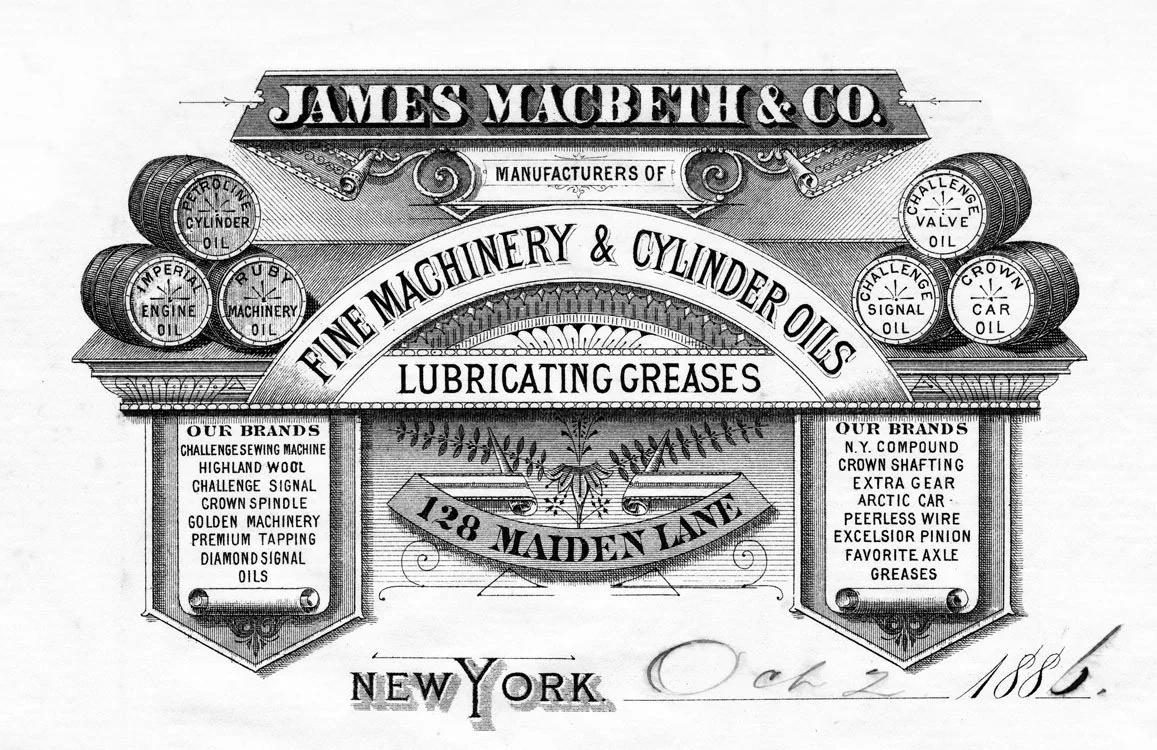 JAMES MACBETH & CO.
MANUFACTURERS OF
FINE MACHINERY & CYLINDER OILS
LUBRICATING GREASES
PETROLINE
CYLINDER
OIL
IMPERIAL
ENGINE
OIL
RUBY
MACHINERY
OIL
CHALLENGE
VALVE
OIL
CHALLENGE
SIGNAL
OIL
CROWN
CAR
OIL
OUR BRANDS
CHALLENGE SEWING MACHINE
HIGHLAND WOOL
CHALLENGE SIGNAL
CROWN SPINDLE
GOLDEN MACHINERY
PREMIUM TAPPING
DIAMOND SIGNAL
OILS
128 MAIDEN LANE
OUR BRANDS
N.Y. COMPOUND
CROWN SHAFTING
EXTRA GEAR
ARCTIC CAR
PEERLESS WIRE
EXCELSIOR PINION
FAVORITE AXLE
GREASES
NEW YORK. Oct 2 1886.